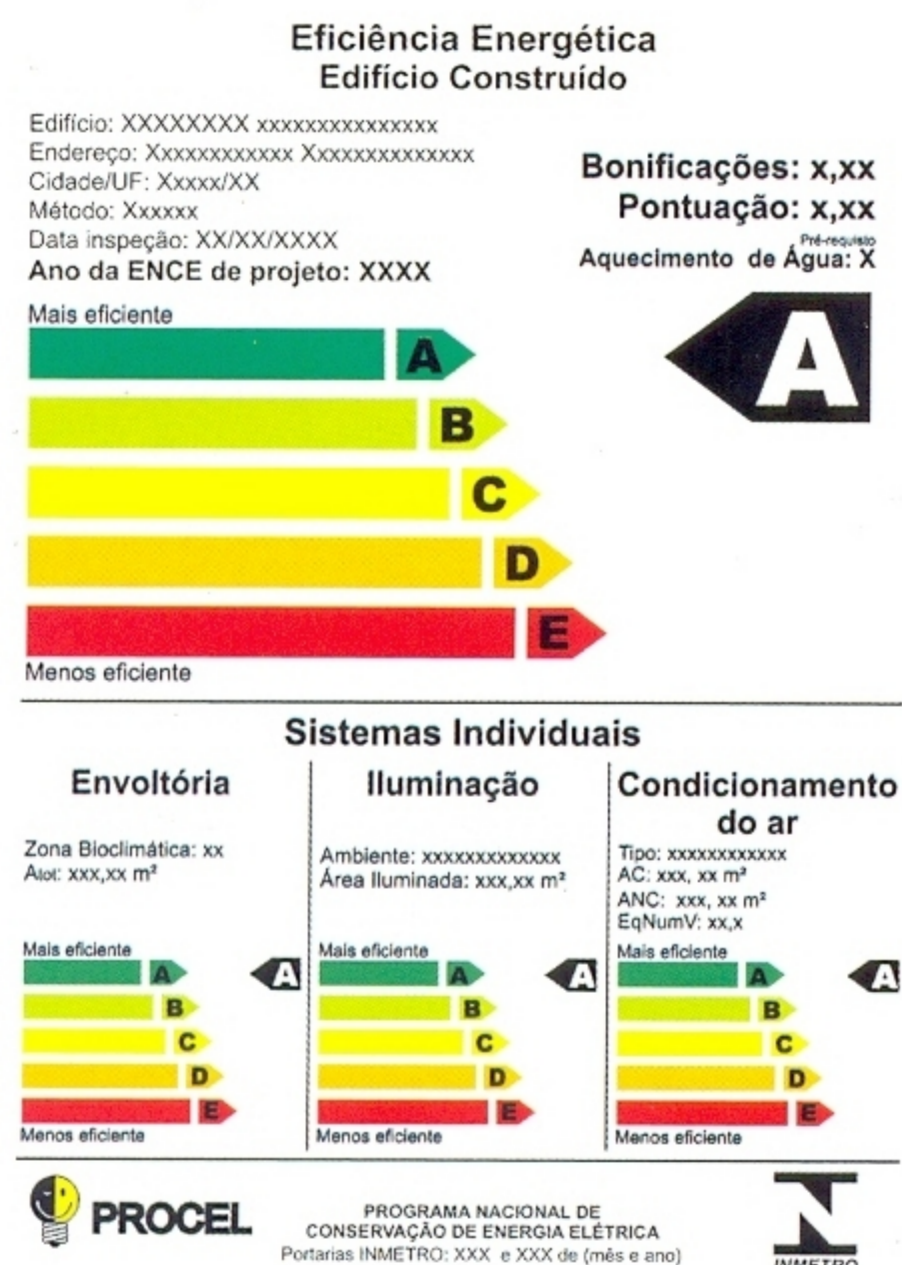 Eficiência Energética
Edifício Construído
Edifício: XXXXXXXX xxxxxxxxxxxxxxx
Endereço: Xxxxxxxxxxx Xxxxxxxxxxxxxx
Cidade/UF: Xxxxx/XX
Método: Xxxxxx
Data inspeção: XX/XX/XXXX
Ano da ENCE de projeto: XXXX
Bonificações: x,xx
Pontuação: x,xx
Pré-requisito
Aquecimento de Água: X
Mais eficiente
A
A
B
C
D
E
Menos eficiente
Sistemas Individuais
Envoltória
Zona Bioclimática: xx
Atot: xxx,xx m²
Mais eficiente
A
A
B
C
D
E
Menos eficiente
Iluminação
Ambiente: xxxxxxxxxxxxx
Área Iluminada: xxx,xx m²
Mais eficiente
A
A
B
C
D
E
Menos eficiente
Condicionamento
do ar
Tipo: xxxxxxxxxxxx
AC: xxx, xx m²
ANC: xxx, xx m²
EqNumV: xx,x
Mais eficiente
A
A
B
C
D
E
Menos eficiente
PROCEL
PROGRAMA NACIONAL DE
CONSERVAÇÃO DE ENERGIA ELÉTRICA
Portarias INMETRO: XXX e XXX de (mês e ano)
INMETRO